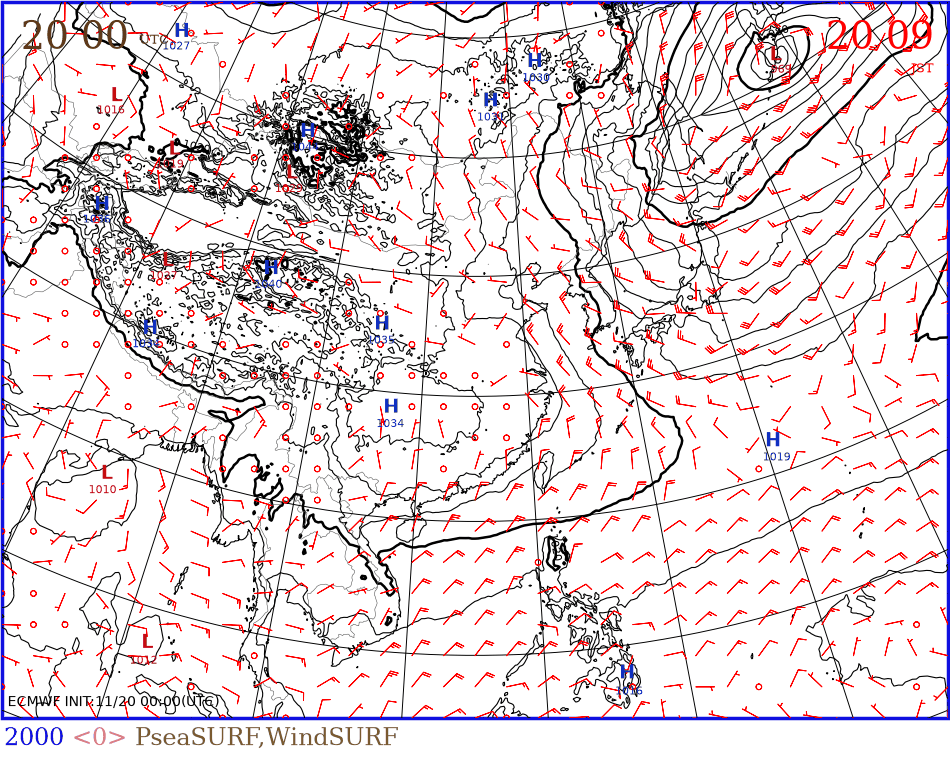 20 00 UTC
20 09 JST
H
1027
L
1016
H
1030
H
L
L
H
L
H
L
1027
H
1040
H
H
1035
H
1034
L
1010
H
1019
L
1012
H
1016
ECMWF INIT:11/20 00:00(UTC)
2000 <0> PseaSURF,WindSURF